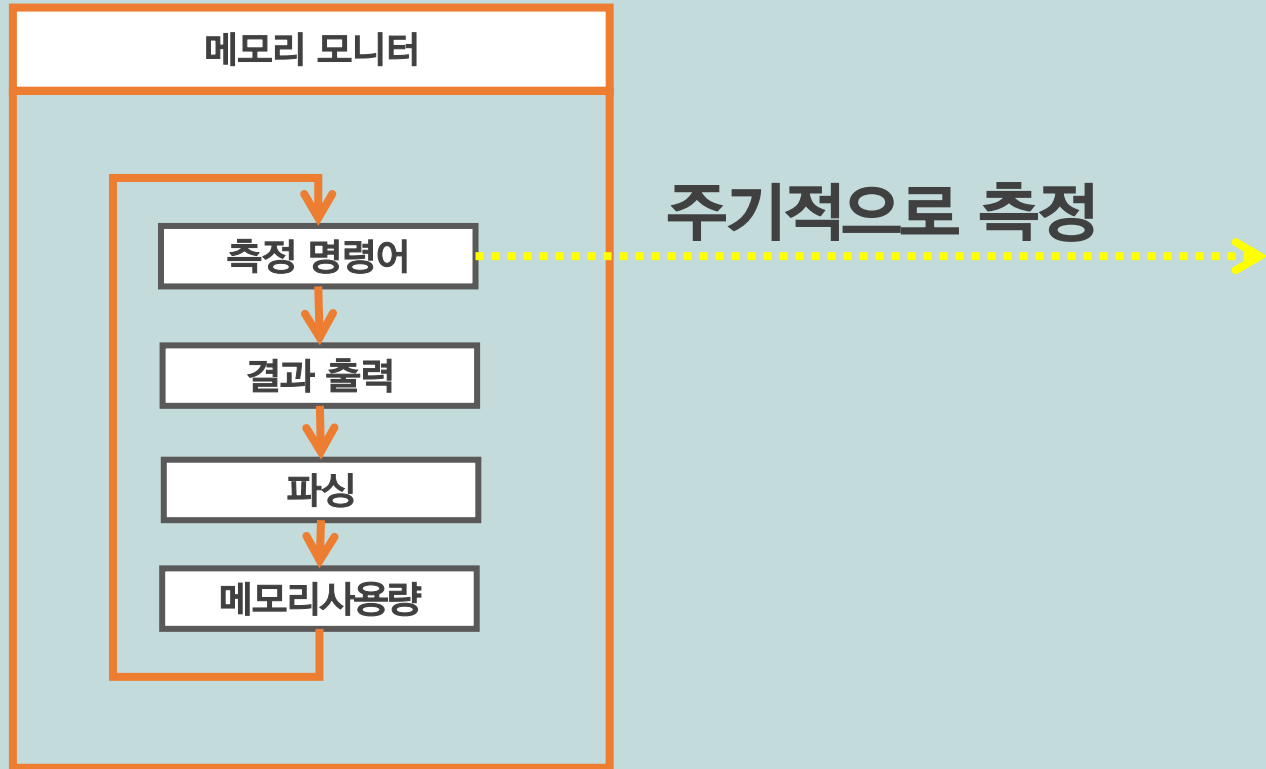 메모리 모니터
주기적으로 측정
측정 명령어
결과 출력
파싱
메모리사용량